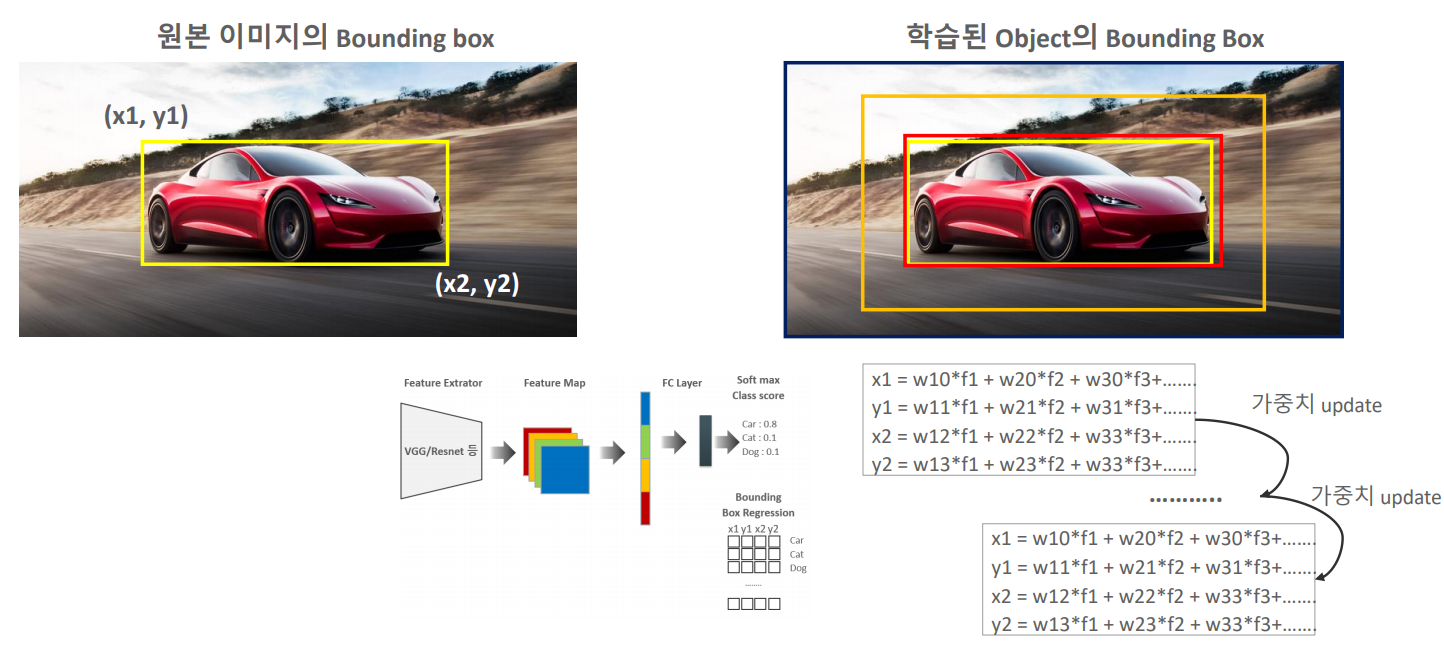 원본 이미지의 Bounding box
학습된 Object의 Bounding Box
(x1, y1)
(x2, y2)
Feature Extrator
Feature Map
FC Layer
Soft max
Class score
VGG/Resnet 등
Car : 0.8
Cat : 0.1
Dog : 0.1
Bounding
Box Regression
x1 y1 x2 y2
Car
Cat
Dog
........
x1 = w10*f1 + w20*f2 + w30*f3+.......
y1 = w11*f1 + w21*f2 + w31*f3+.......
x2 = w12*f1 + w22*f2 + w33*f3+.......
y2 = w13*f1 + w23*f2 + w33*f3+.......
가중치 update
...........
가중치 update
x1 = w10*f1 + w20*f2 + w30*f3+.......
y1 = w11*f1 + w21*f2 + w31*f3+.......
x2 = w12*f1 + w22*f2 + w33*f3+.......
y2 = w13*f1 + w23*f2 + w33*f3+.......